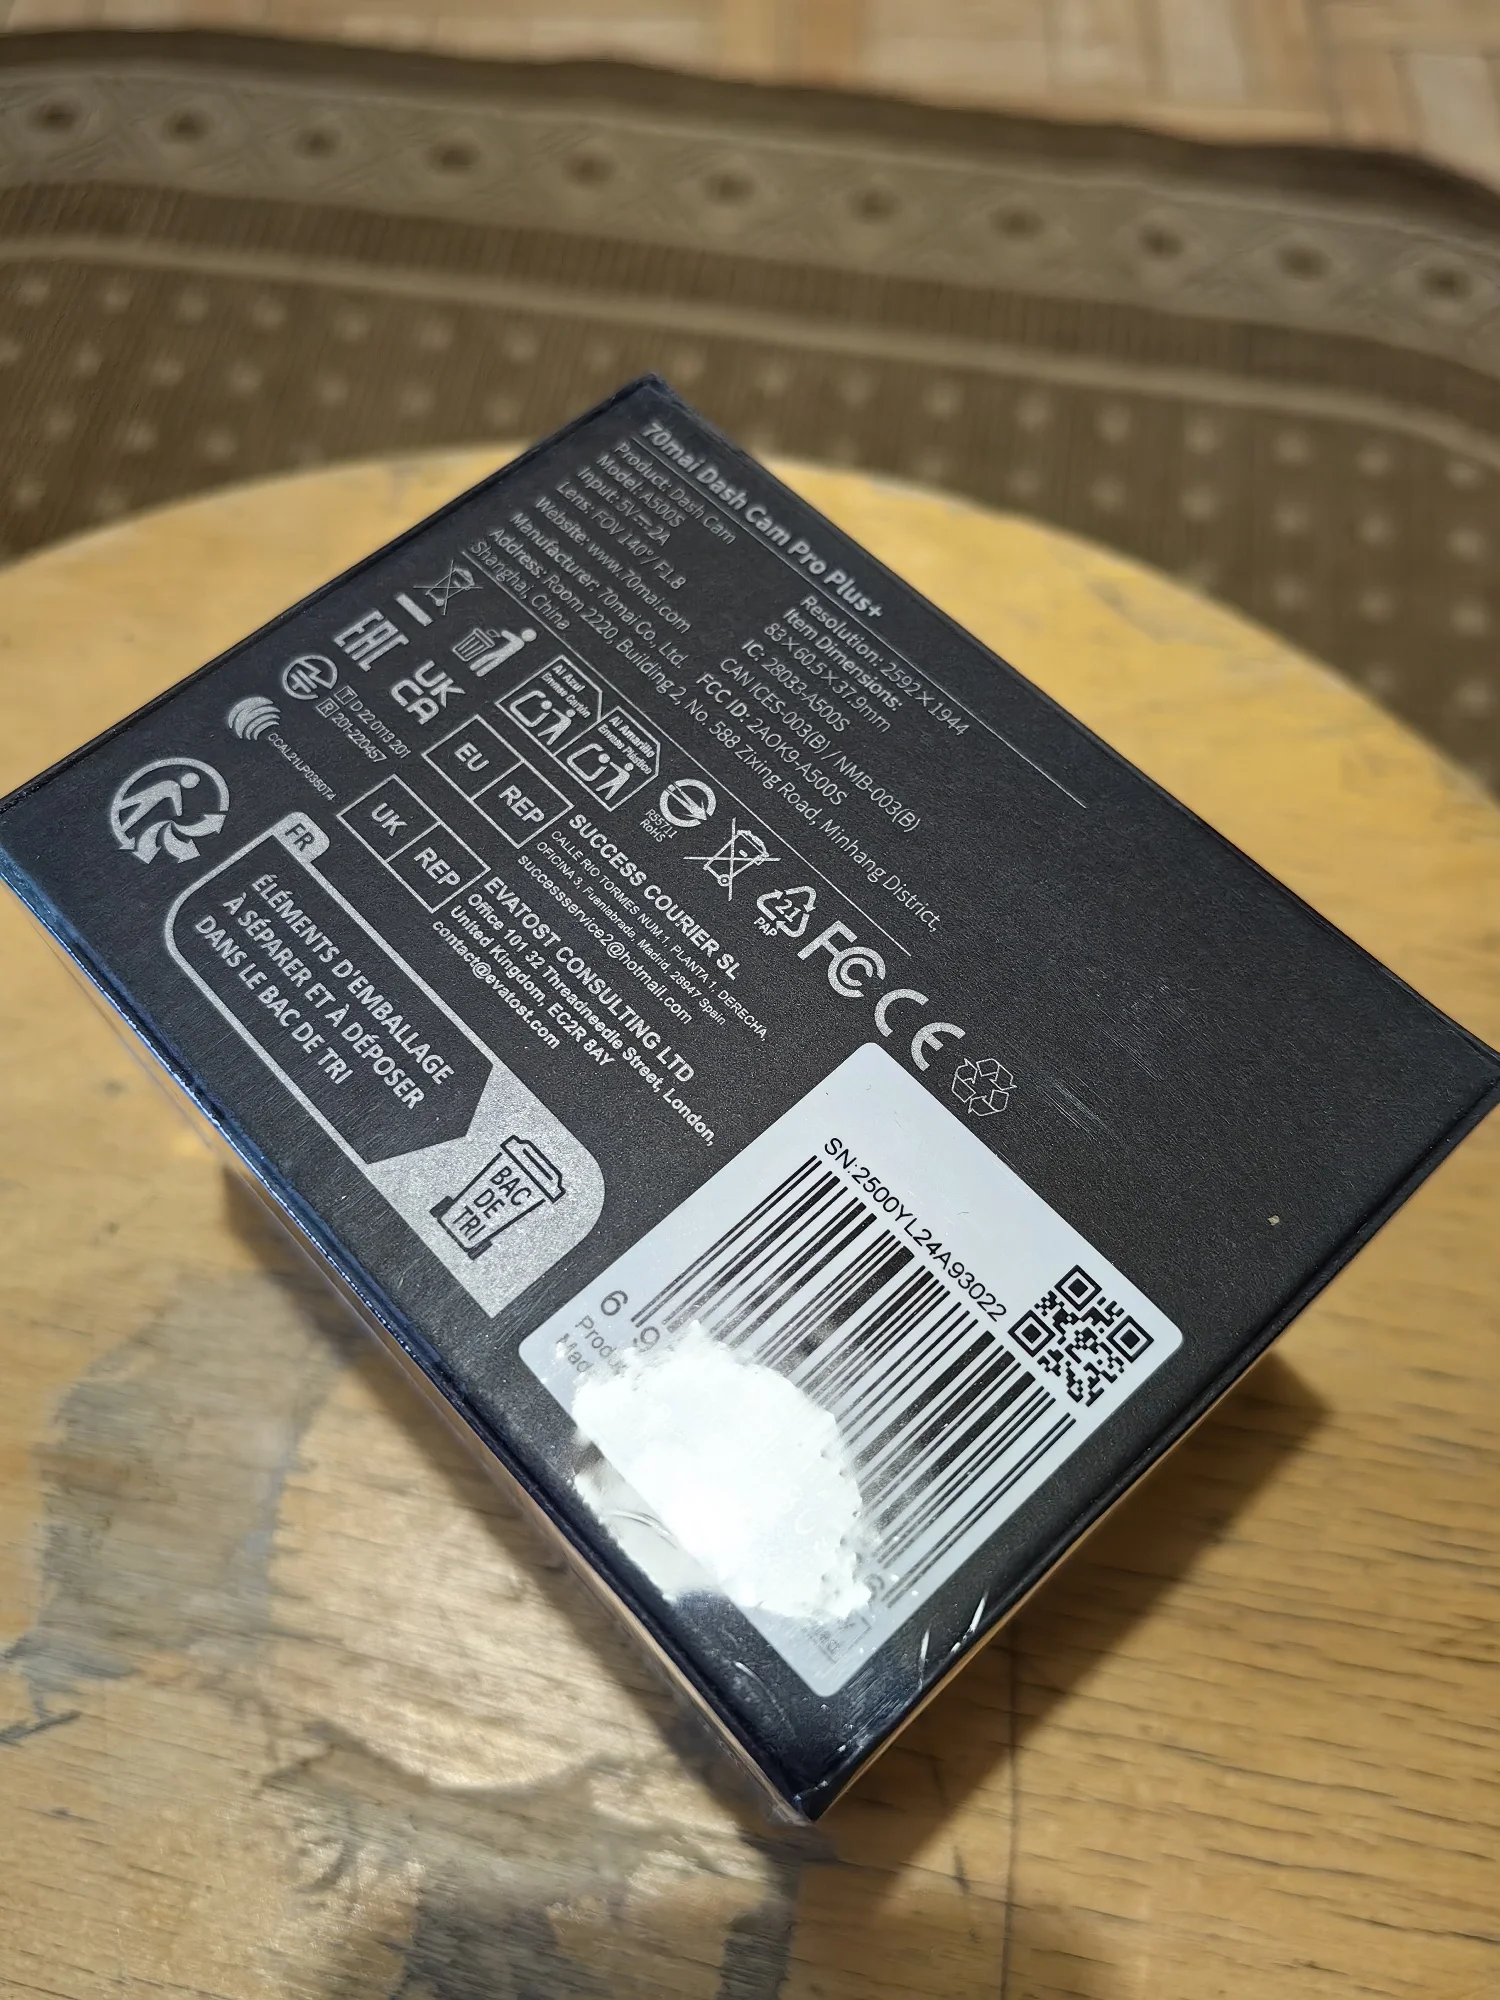 70mai Dash Cam Pro Plus+
Product: Dash Cam
Model: A500S
Input: 5V⎓2A
Lens: FOV 140°/ F1.8
Website: www.70mai.com
Manufacturer: 70mai Co., Ltd.
Address: Room 2220, Building 2, No. 588 Zixing Road, Minhang District,
Shanghai, China
Resolution: 2592×1944
Item Dimensions:
83×60.5×37.9mm
IC: 28033-A500S
CAN ICES-003(B) / NMB-003(B)
FCC ID: 2AOK9-A500S
EAC
UK
CA
Al Azul
Envase Cartón
Al Amarillo
Envase Plástico
R55711
RoHS
21
PAP
FC
CE
T D220113201
R 201-220457
CCAL21LP0350T4
EU REP
SUCCESS COURIER SL
CALLE RIO TORMES NUM. 1, PLANTA 1, DERECHA,
OFICINA 3, Fuenlabrada, Madrid, 28947 Spain
successservice2@hotmail.com
UK REP
EVATOST CONSULTING LTD
Office 101 32 Threadneedle Street, London,
United Kingdom, EC2R 8AY
contact@evatost.com
FR
ÉLÉMENTS D'EMBALLAGE
À SÉPARER ET À DÉPOSER
DANS LE BAC DE TRI
BAC
DE
TRI
SN:2500YL24A93022
6 9